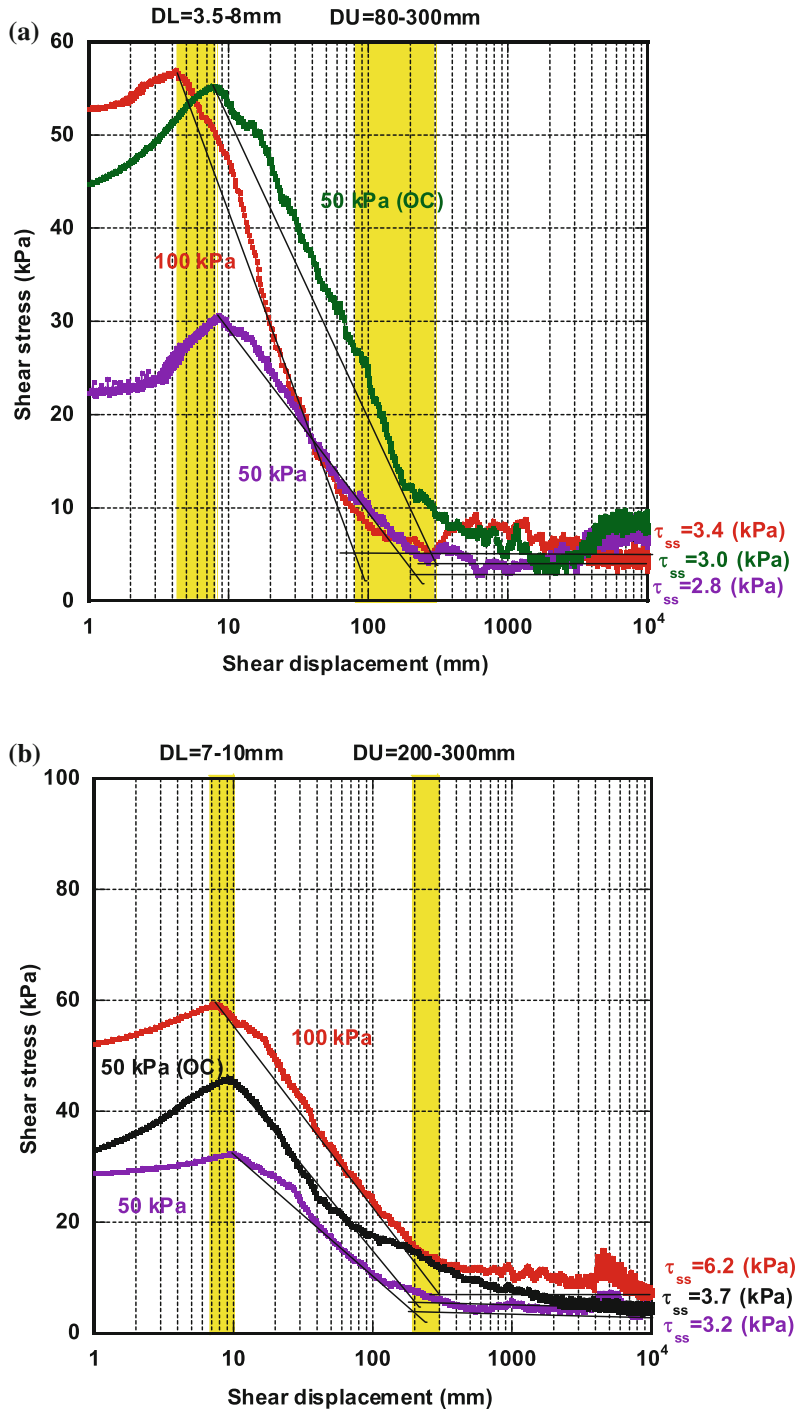 DL=3.5-8mm DU=80-300mm
(a)
60
50
40
30
20
10
0
Shear stress (kPa)
50 kPa (OC)
100 kPa
50 kPa
τss=3.4 (kPa)
τss=3.0 (kPa)
τss=2.8 (kPa)
1 10 100 1000 10^4
Shear displacement (mm)
(b)
DL=7-10mm DU=200-300mm
100
80
60
40
20
0
Shear stress (kPa)
100 kPa
50 kPa (OC)
50 kPa
τss=6.2 (kPa)
τss=3.7 (kPa)
τss=3.2 (kPa)
1 10 100 1000 10^4
Shear displacement (mm)